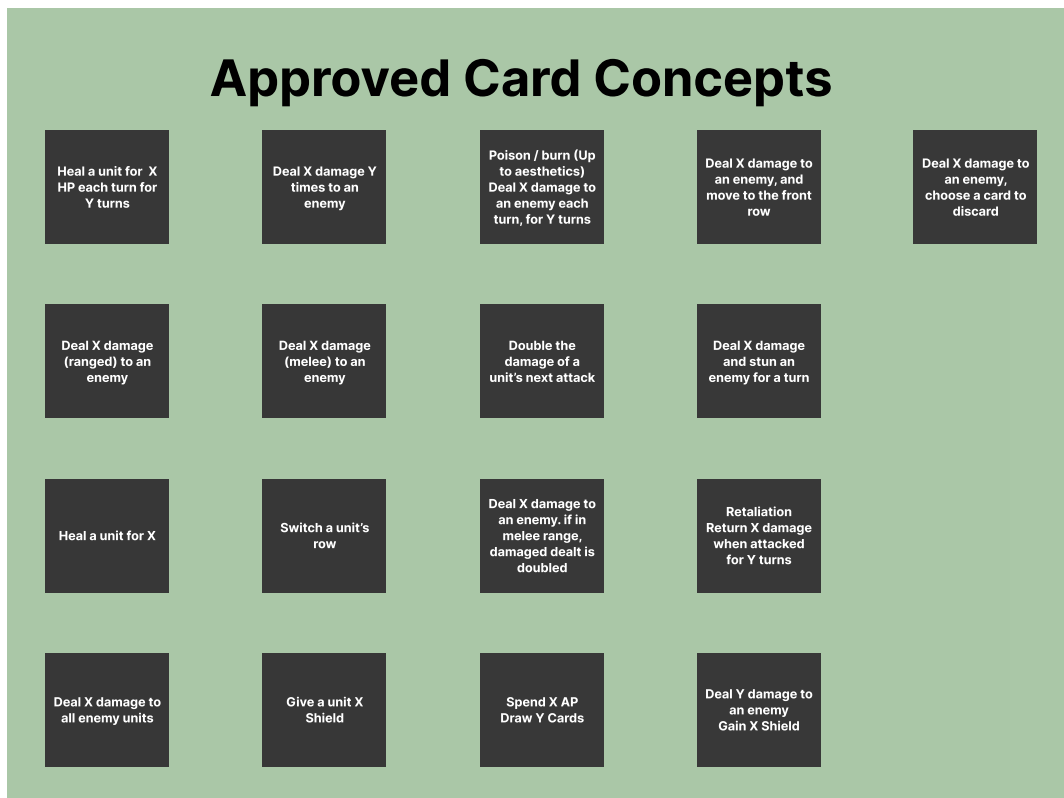 Approved Card Concepts
Heal a unit for  X
HP each turn for
Y turns
Deal X damage Y
times to an
enemy
Poison / burn (Up
to aesthetics)
Deal X damage to
an enemy each
turn, for Y turns
Deal X damage to
an enemy, and
move to the front
row
Deal X damage to
an enemy,
choose a card to
discard
Deal X damage
(ranged) to an
enemy
Deal X damage
(melee) to an
enemy
Double the
damage of a
unit’s next attack
Deal X damage
and stun an
enemy for a turn
Heal a unit for X
Switch a unit’s
row
Deal X damage to
an enemy. if in
melee range,
damaged dealt is
doubled
Retaliation
Return X damage
when attacked
for Y turns
Deal X damage to
all enemy units
Give a unit X
Shield
Spend X AP
Draw Y Cards
Deal Y damage to
an enemy
Gain X Shield